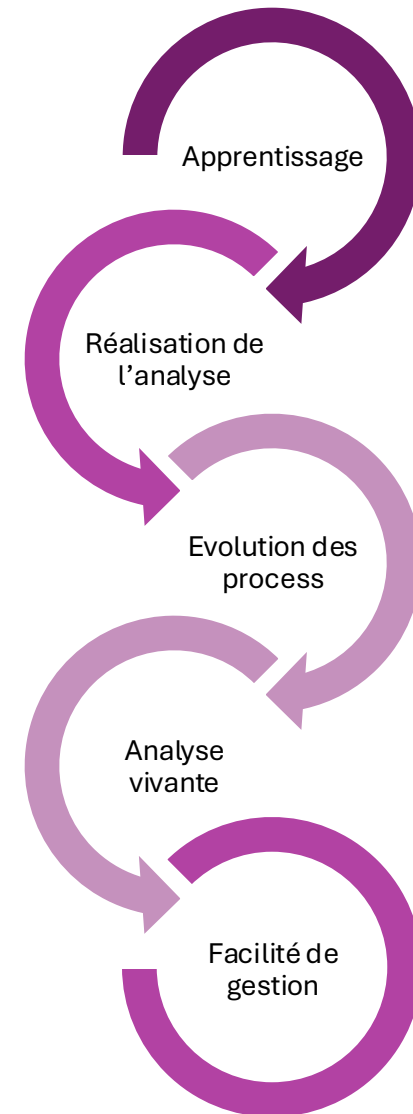 Apprentissage
Réalisation de
l’analyse
Evolution des
process
Analyse
vivante
Facilité de
gestion